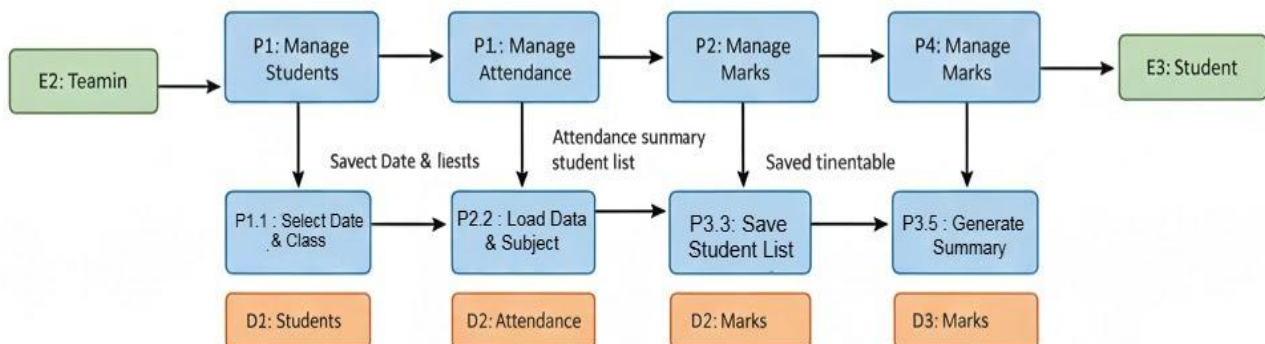 P1: Manage
Students
P1: Manage
Attendance
P2: Manage
Marks
P4: Manage
Marks
E2: Teamin
E3: Student
Savect Date & liests
Attendance summary
student list
Saved tinentable
P1.1 : Select Date
& Class
P2.2 : Load Data
& Subject
P3.3: Save
Student List
P3.5 : Generate
Summary
D2: Students
D2: Attendance
D2: Marks
D3: Marks